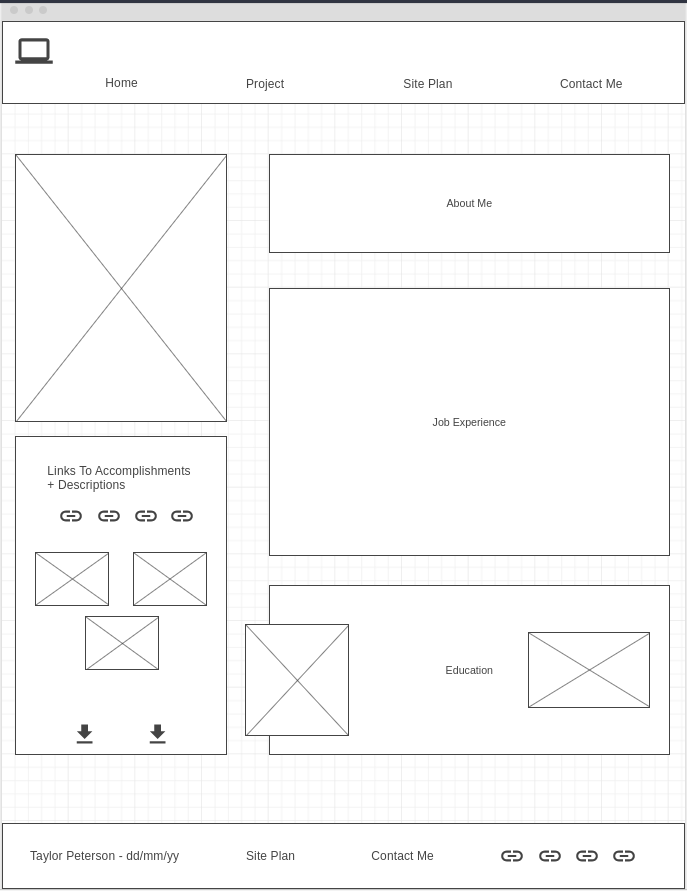 Home
Project
Site Plan
Contact Me
About Me
Job Experience
Links To Accomplishments
+ Descriptions
Education
Taylor Peterson - dd/mm/yy
Site Plan
Contact Me